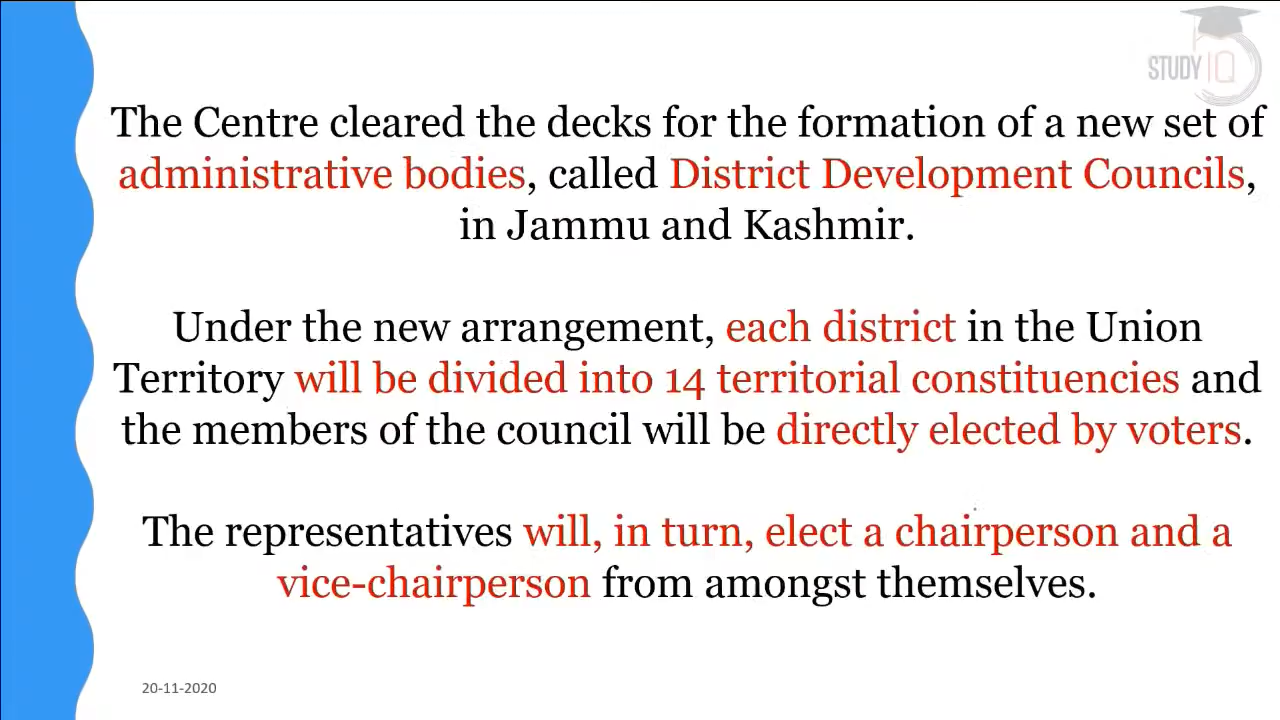 STUDY IQ
The Centre cleared the decks for the formation of a new set of
administrative bodies, called District Development Councils,
in Jammu and Kashmir.
Under the new arrangement, each district in the Union
Territory will be divided into 14 territorial constituencies and
the members of the council will be directly elected by voters.
The representatives will, in turn, elect a chairperson and a
vice-chairperson from amongst themselves.
20-11-2020